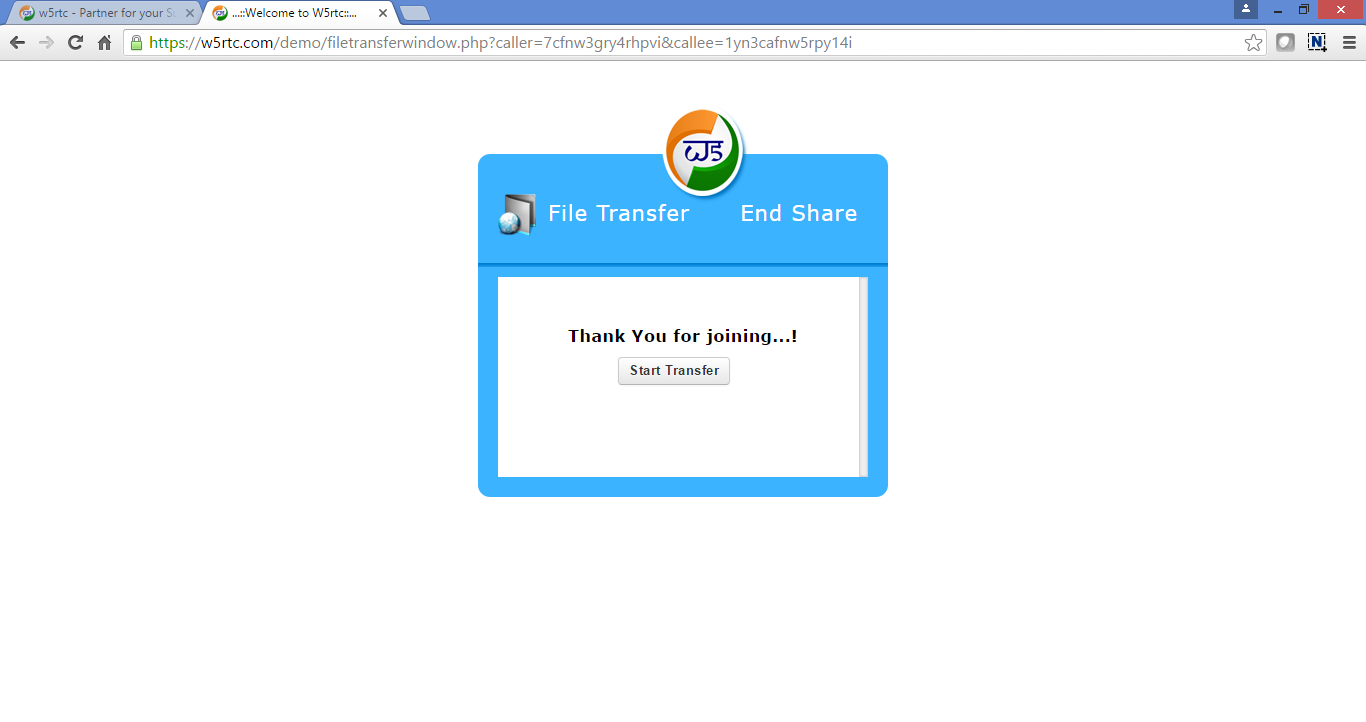 w5rtc - Partner for your Su
...::Welcome to W5rtc::...
https://w5rtc.com/demo/filetransferwindow.php?caller=7cfnw3gry4rhpvi&callee=1yn3cafnw5rpy14i
N
File Transfer
End Share
Thank You for joining...!
Start Transfer